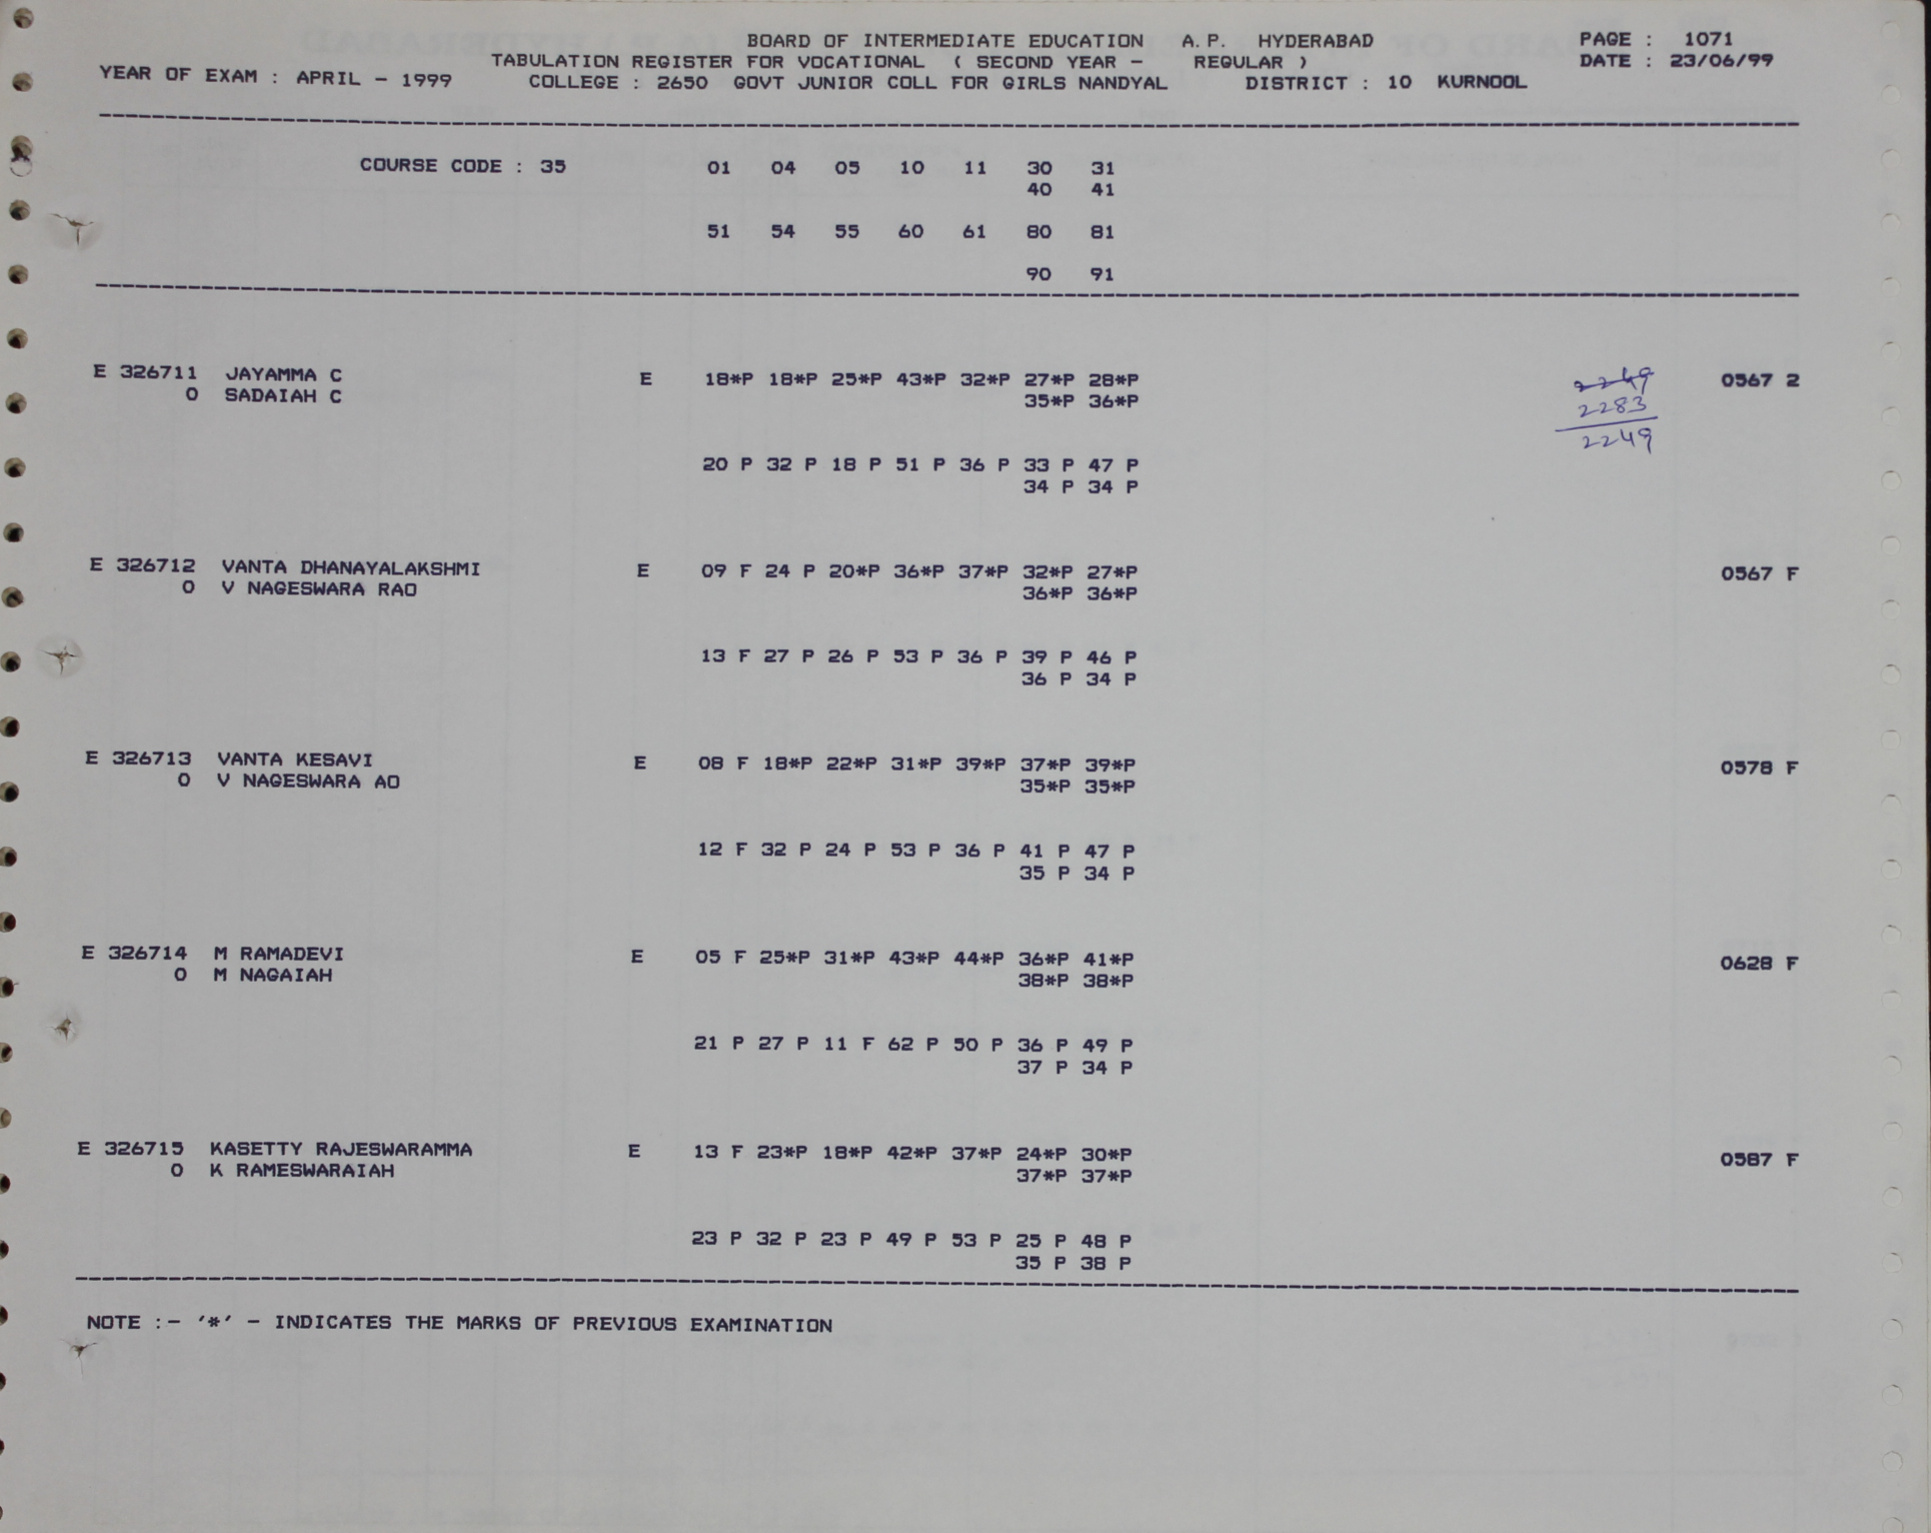 BOARD OF INTERMEDIATE EDUCATION A.P. HYDERABAD PAGE : 1071
TABULATION REGISTER FOR VOCATIONAL ( SECOND YEAR - REGULAR ) DATE : 23/06/99
YEAR OF EXAM : APRIL - 1999 COLLEGE : 2650 GOVT JUNIOR COLL FOR GIRLS NANDYAL DISTRICT : 10 KURNOOL
COURSE CODE : 35 01 04 05 10 11 30 31
40 41
51 54 55 60 61 80 81
90 91
E 326711 JAYAMMA C E 18*P 18*P 25*P 43*P 32*P 27*P 28*P 2249 0567 2
0 SADAIAH C 35*P 36*P 2283
2249
20 P 32 P 18 P 51 P 36 P 33 P 47 P
34 P 34 P
E 326712 VANTA DHANAYALAKSHMI E 09 F 24 P 20*P 36*P 37*P 32*P 27*P 0567 F
0 V NAGESWARA RAO 36*P 36*P
13 F 27 P 26 P 53 P 36 P 39 P 46 P
36 P 34 P
E 326713 VANTA KESAVI E 08 F 18*P 22*P 31*P 39*P 37*P 39*P 0578 F
0 V NAGESWARA AO 35*P 35*P
12 F 32 P 24 P 53 P 36 P 41 P 47 P
35 P 34 P
E 326714 M RAMADEVI E 05 F 25*P 31*P 43*P 44*P 36*P 41*P 0628 F
0 M NAGAIAH 38*P 38*P
21 P 27 P 11 F 62 P 50 P 36 P 49 P
37 P 34 P
E 326715 KASETTY RAJESWARAMMA E 13 F 23*P 18*P 42*P 37*P 24*P 30*P 0587 F
0 K RAMESWARAIAH 37*P 37*P
23 P 32 P 23 P 49 P 53 P 25 P 48 P
35 P 38 P
NOTE :- '*' - INDICATES THE MARKS OF PREVIOUS EXAMINATION